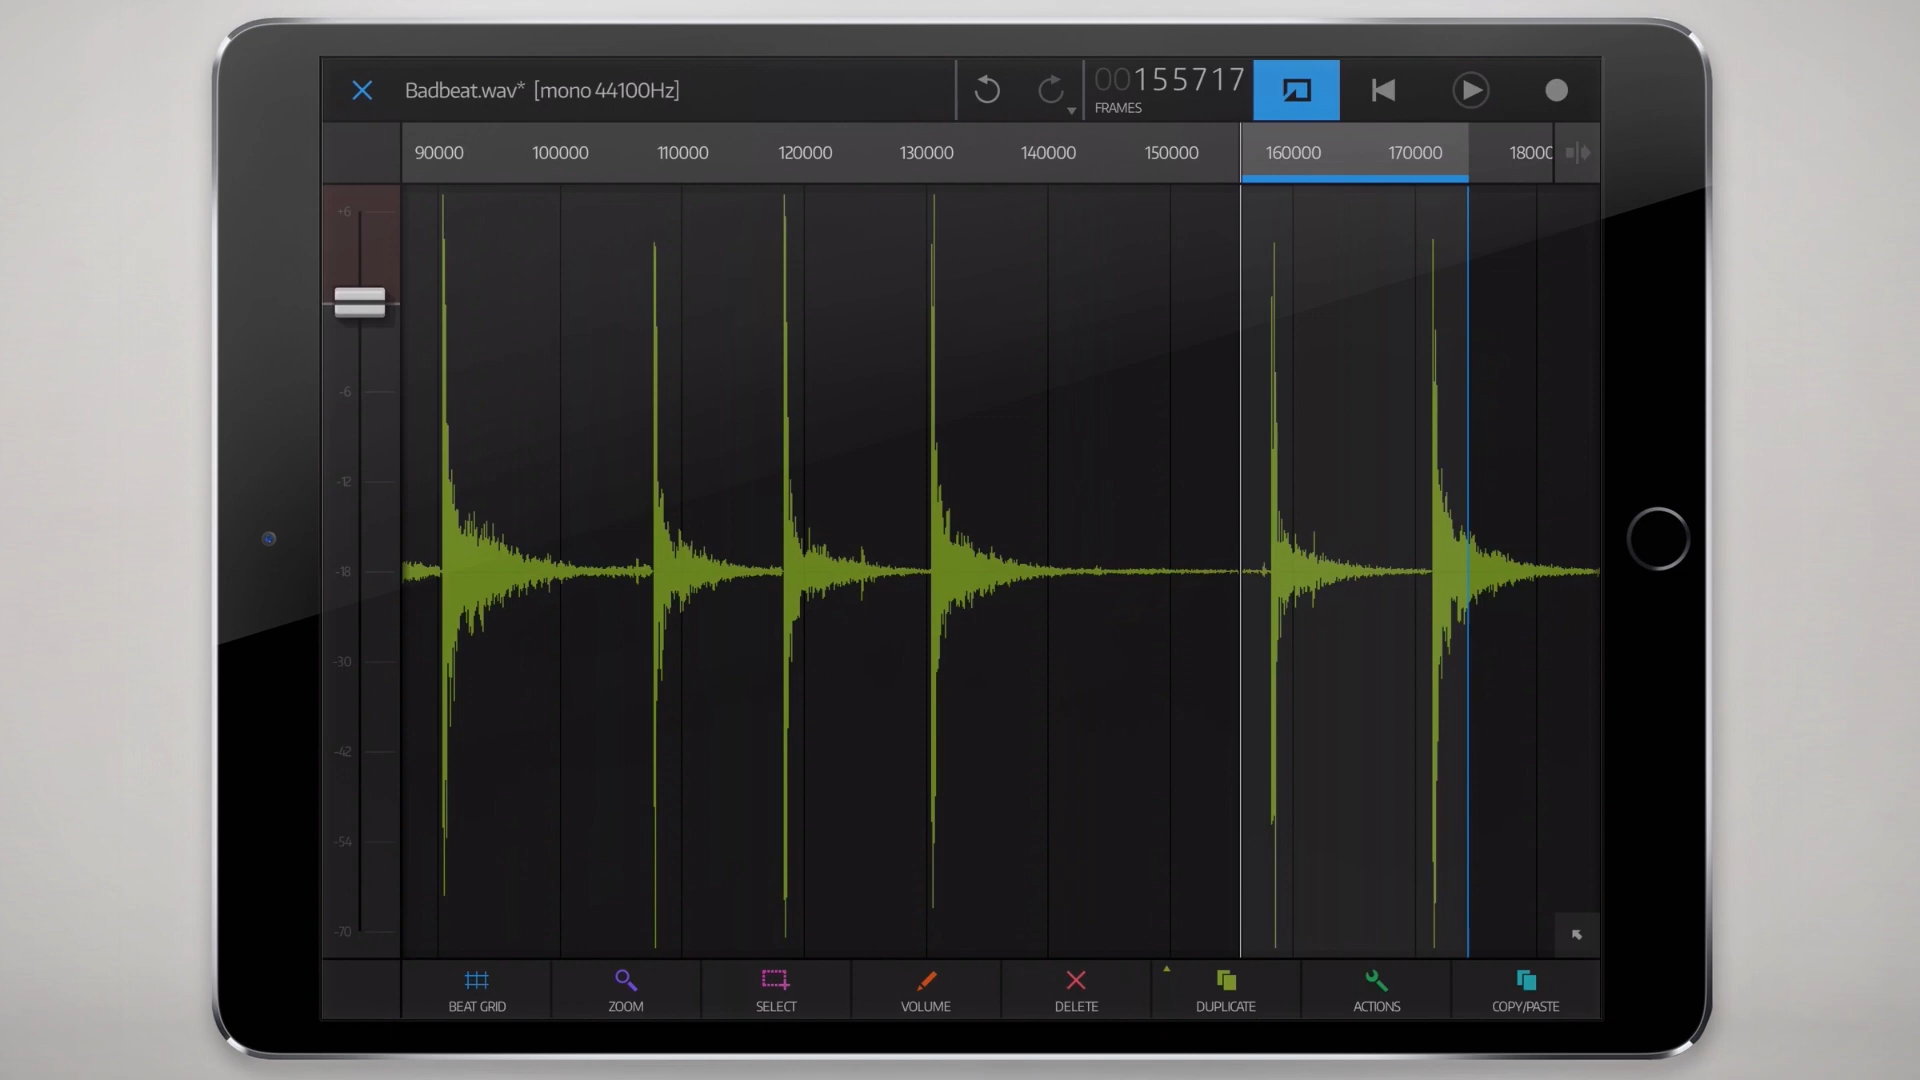 Badbeat.wav* [mono 44100Hz]
00155717
FRAMES
90000 100000 110000 120000 130000 140000 150000 160000 170000 1800
+6
-6
-12
-18
-30
-42
-54
-70
BEAT GRID ZOOM SELECT VOLUME DELETE DUPLICATE ACTIONS COPY/PASTE